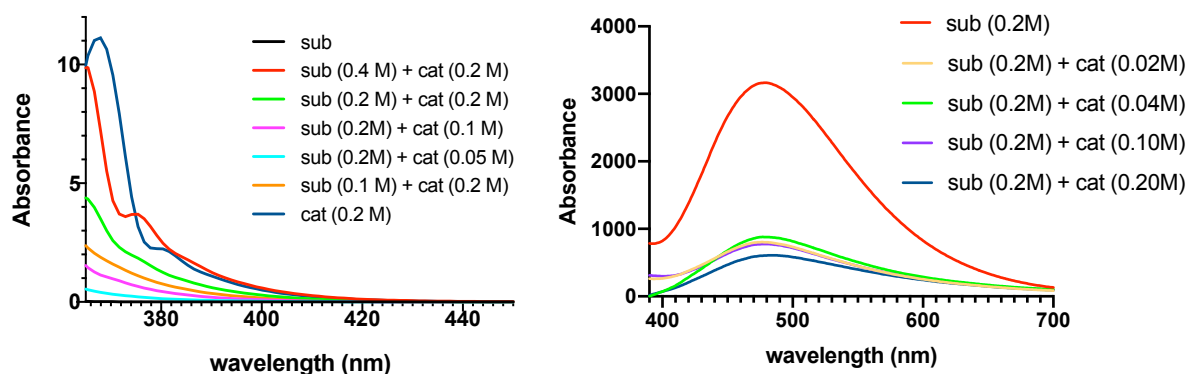 Absorbance
10
5
0
380
400
420
440
wavelength (nm)
sub
sub (0.4 M) + cat (0.2 M)
sub (0.2 M) + cat (0.2 M)
sub (0.2M) + cat (0.1 M)
sub (0.2M) + cat (0.05 M)
sub (0.1 M) + cat (0.2 M)
cat (0.2 M)
Absorbance
4000
3000
2000
1000
0
400
500
600
700
wavelength (nm)
sub (0.2M)
sub (0.2M) + cat (0.02M)
sub (0.2M) + cat (0.04M)
sub (0.2M) + cat (0.10M)
sub (0.2M) + cat (0.20M)